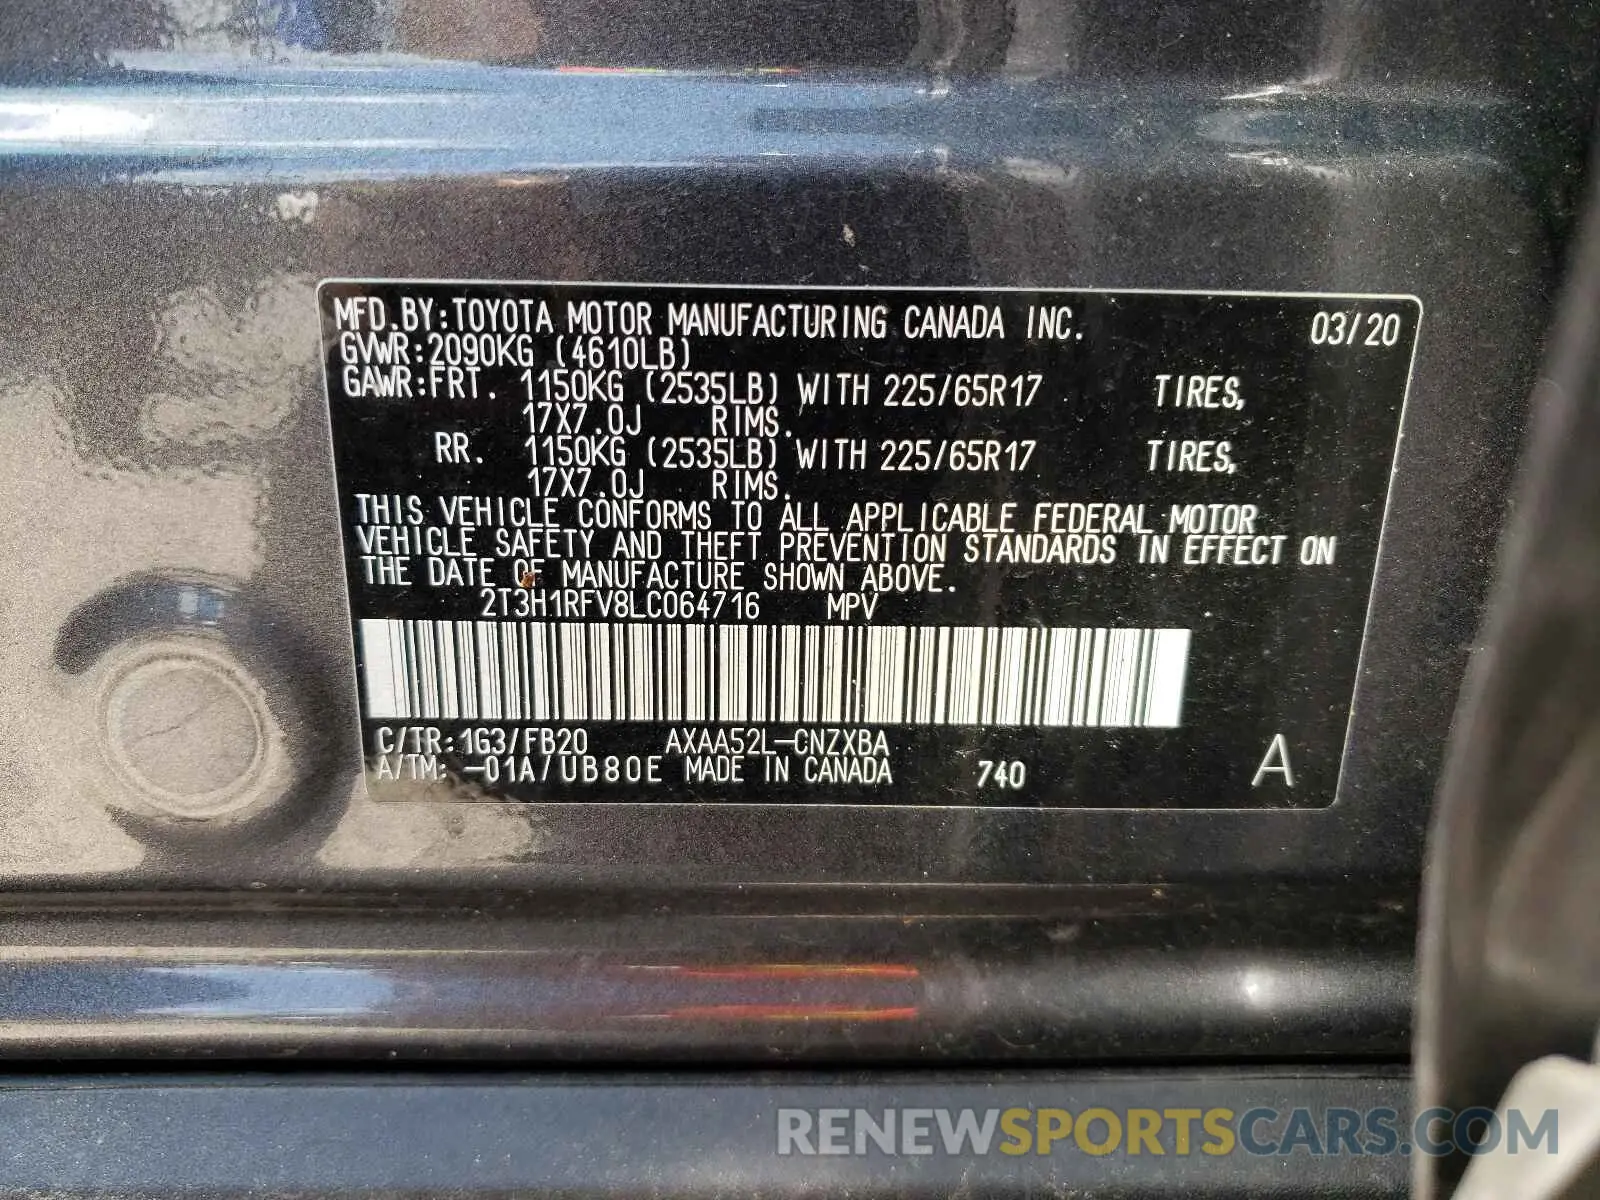 MFD.BY:TOYOTA MOTOR MANUFACTURING CANADA INC. 03/20
GVWR:2090KG (4610LB)
GAWR:FRT. 1150KG (2535LB) WITH 225/65R17 TIRES,
17X7.0J RIMS.
RR. 1150KG (2535LB) WITH 225/65R17 TIRES,
17X7.0J RIMS.
THIS VEHICLE CONFORMS TO ALL APPLICABLE FEDERAL MOTOR
VEHICLE SAFETY AND THEFT PREVENTION STANDARDS IN EFFECT ON
THE DATE OF MANUFACTURE SHOWN ABOVE.
2T3H1RFV8LC064716 MPV
C/TR:1G3/FB20 AXAA52L-CNZXBA
A/TM: -01A/UB80E MADE IN CANADA 740 A
RENEWSPORTSCARS.COM